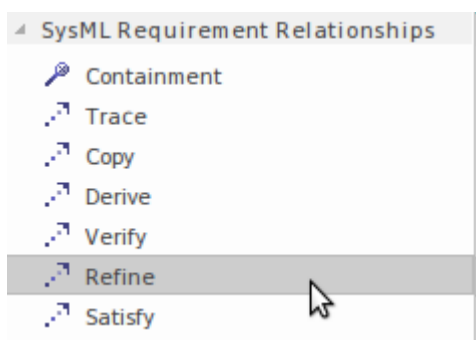 SysML Requirement Relationships
Containment
Trace
Copy
Derive
Verify
Refine
Satisfy